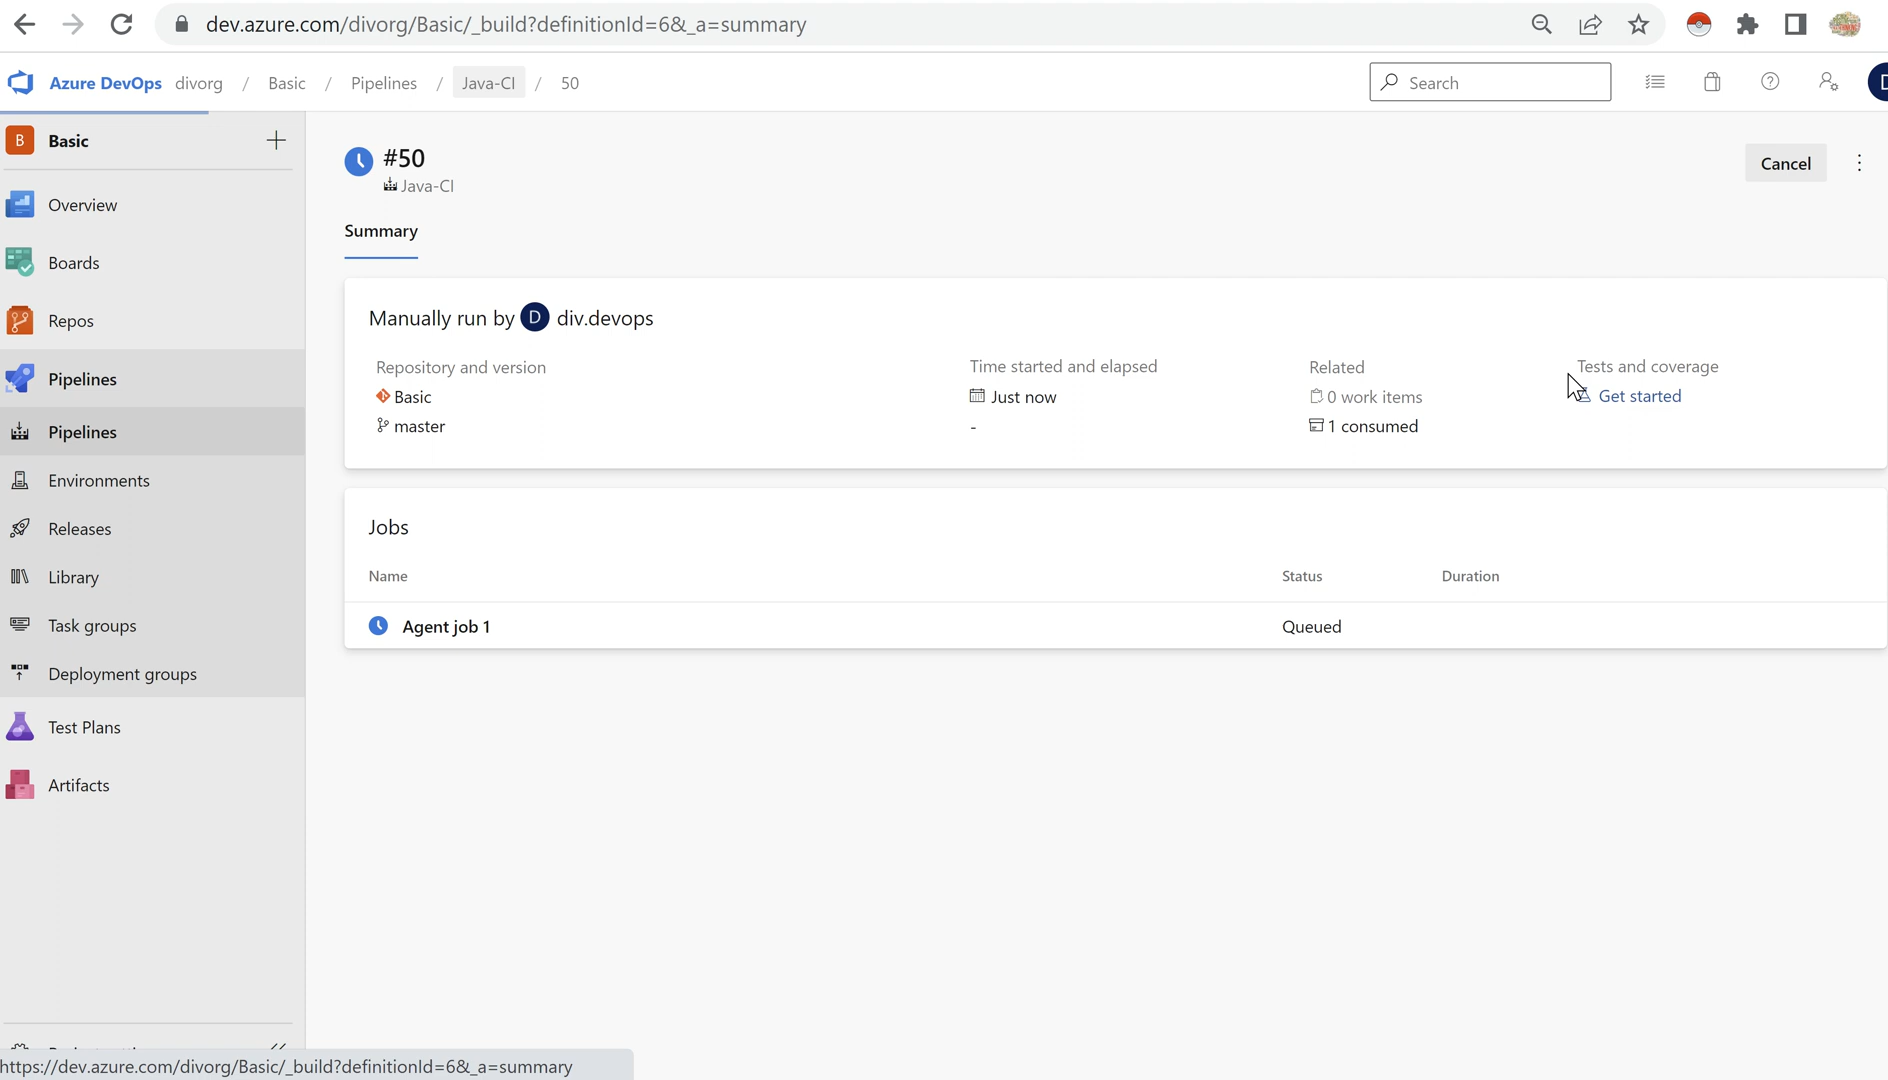 dev.azure.com/divorg/Basic/_build?definitionId=6&_a=summary
Azure DevOps divorg / Basic / Pipelines / Java-CI / 50
Search
D
B Basic
Overview
Boards
Repos
Pipelines
Pipelines
Environments
Releases
Library
Task groups
Deployment groups
Test Plans
Artifacts
#50
Java-CI
Cancel
Summary
Manually run by D div.devops
Repository and version
Basic
master
Time started and elapsed
Just now
-
Related
0 work items
1 consumed
Tests and coverage
Get started
Jobs
Name Status Duration
Agent job 1 Queued
https://dev.azure.com/divorg/Basic/_build?definitionId=6&_a=summary